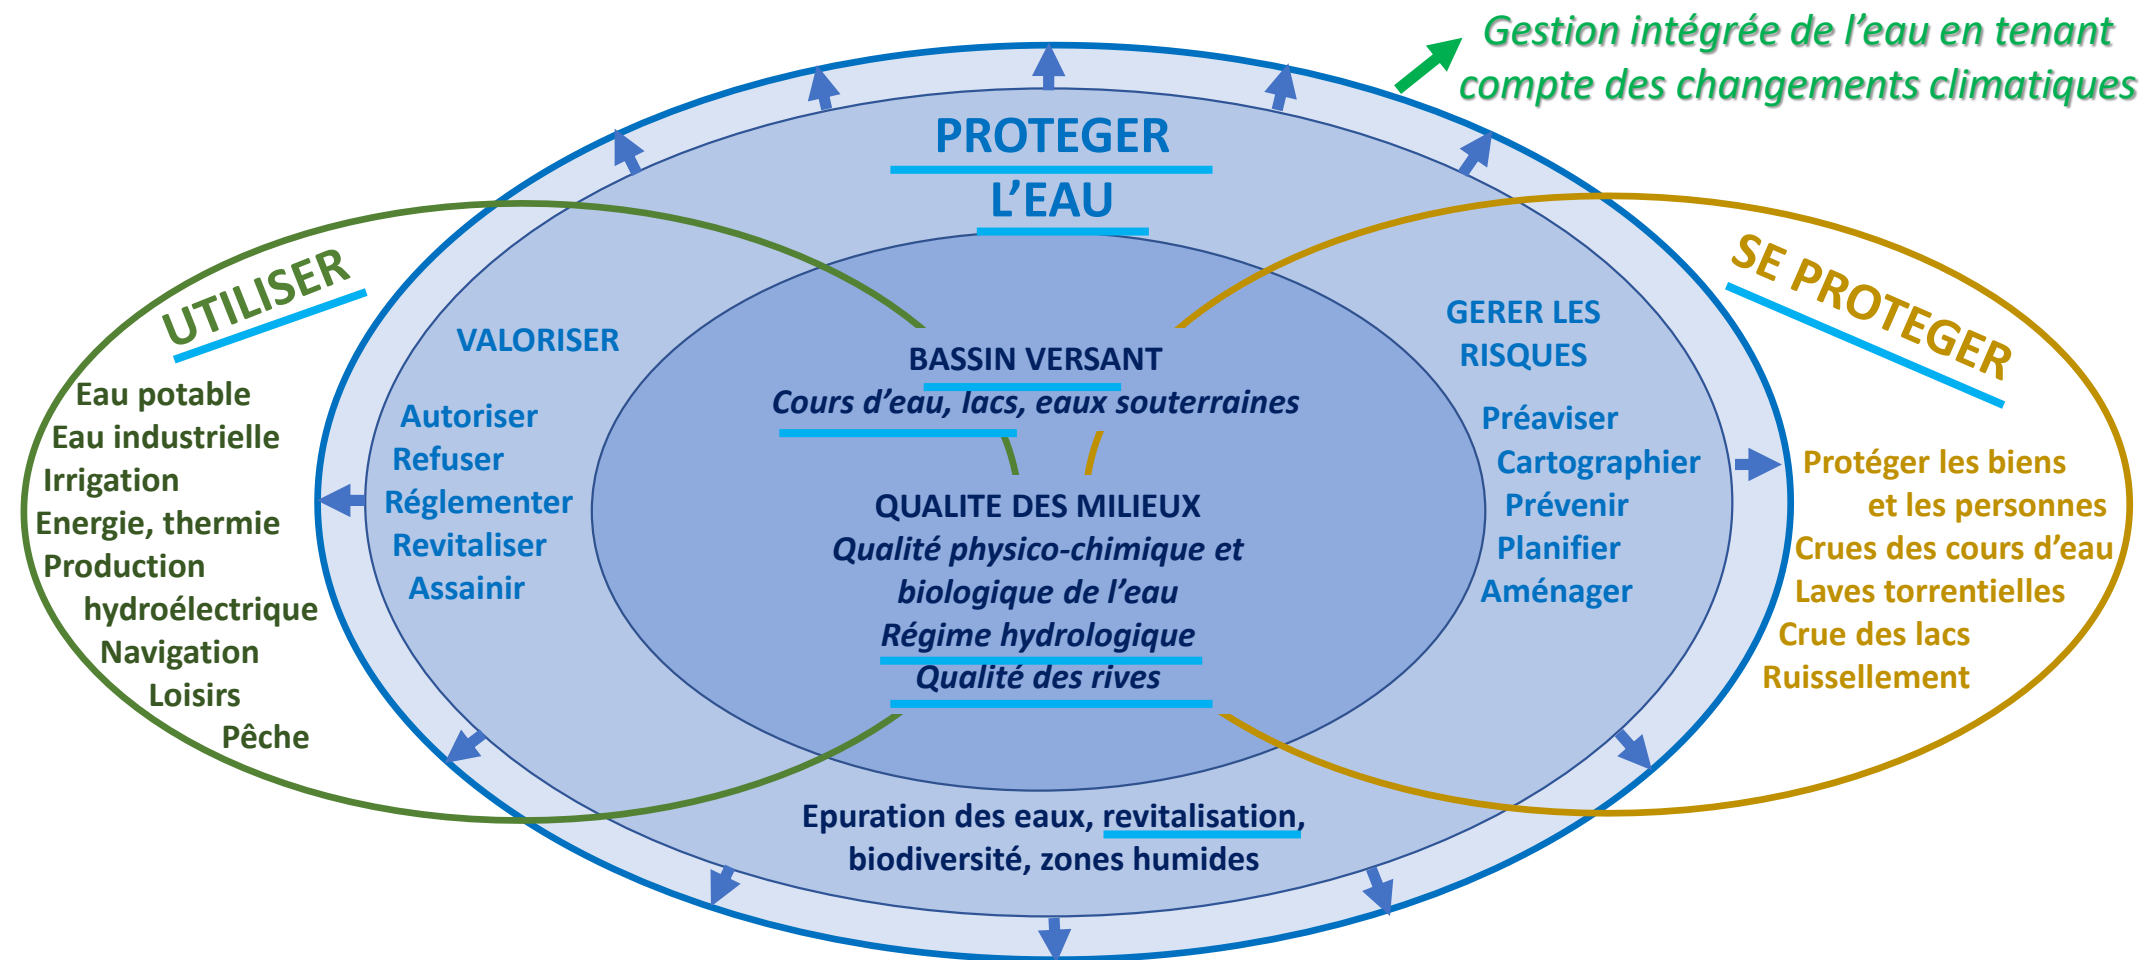 Gestion intégrée de l'eau en tenant
compte des changements climatiques
PROTEGER
L'EAU
UTILISER
Eau potable
Eau industrielle
Irrigation
Energie, thermie
Production
hydroélectrique
Navigation
Loisirs
Pêche
VALORISER
Autoriser
Refuser
Réglementer
Revitaliser
Assainir
BASSIN VERSANT
Cours d'eau, lacs, eaux souterraines
QUALITE DES MILIEUX
Qualité physico-chimique et
biologique de l'eau
Régime hydrologique
Qualité des rives
Epuration des eaux, revitalisation,
biodiversité, zones humides
GERER LES
RISQUES
Préaviser
Cartographier
Prévenir
Planifier
Aménager
SE PROTEGER
Protéger les biens
et les personnes
Crues des cours d'eau
Laves torrentielles
Crue des lacs
Ruissellement